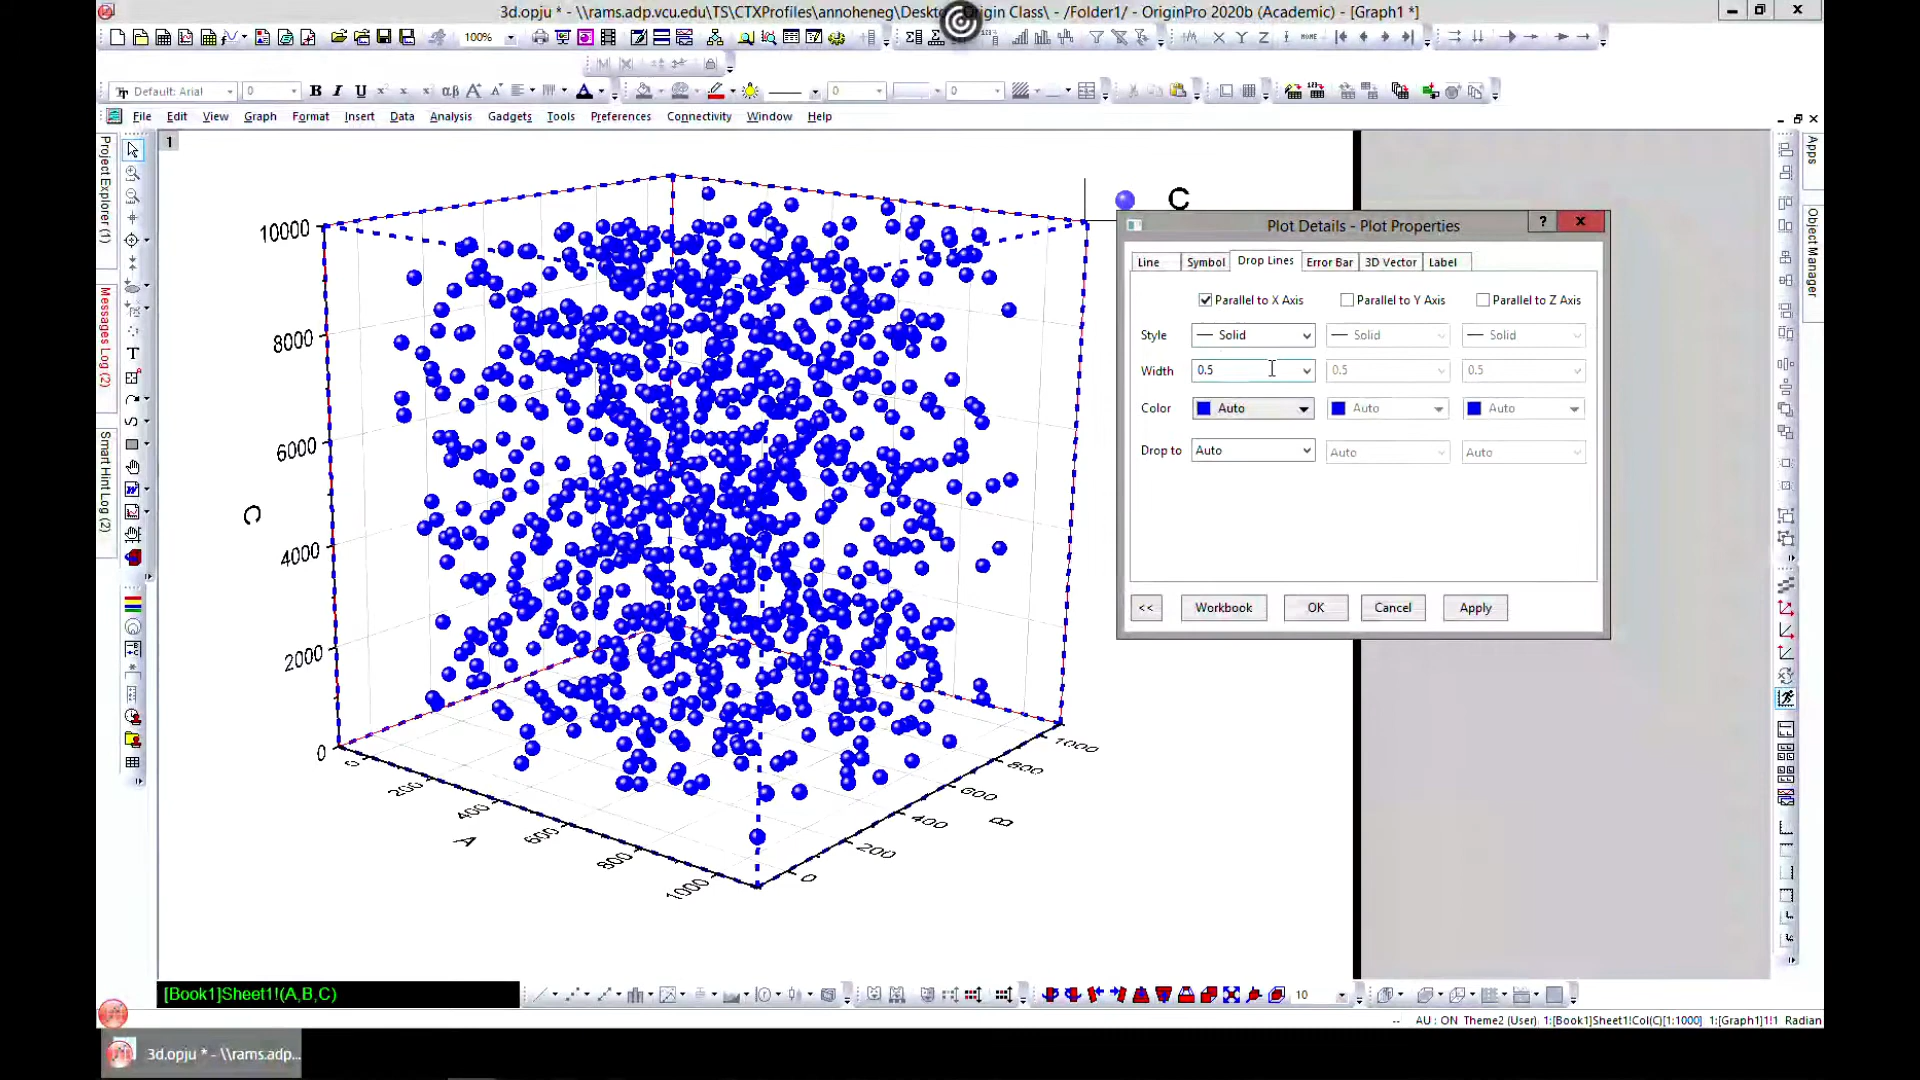 3d.opju * - \\rams.adp.vcu.edu\TS\CTXProfiles\annoheneg\Deskto Origin Class\ - /Folder1/ - OriginPro 2020b (Academic) - [Graph1 *]
100%
Default: Arial 0 B I U αβ A A A 0 0
File Edit View Graph Format Insert Data Analysis Gadgets Tools Preferences Connectivity Window Help
Project Explorer (1)
Messages Log (2)
Smart Hint Log (2)
Apps
Object Manager
1
C
10000
8000
6000
4000
2000
0
C
0
200
400
600
800
1000
A
0
200
400
600
800
1000
B
Plot Details - Plot Properties
Line Symbol Drop Lines Error Bar 3D Vector Label
Parallel to X Axis Parallel to Y Axis Parallel to Z Axis
Style Solid Solid Solid
Width 0.5 0.5 0.5
Color Auto Auto Auto
Drop to Auto Auto Auto
<< Workbook OK Cancel Apply
[Book1]Sheet1!(A,B,C)
10
-- AU : ON Theme2 (User) 1:[Book1]Sheet1!Col(C)[1:1000] 1:[Graph1]1!1 Radian
3d.opju * - \\rams.adp...